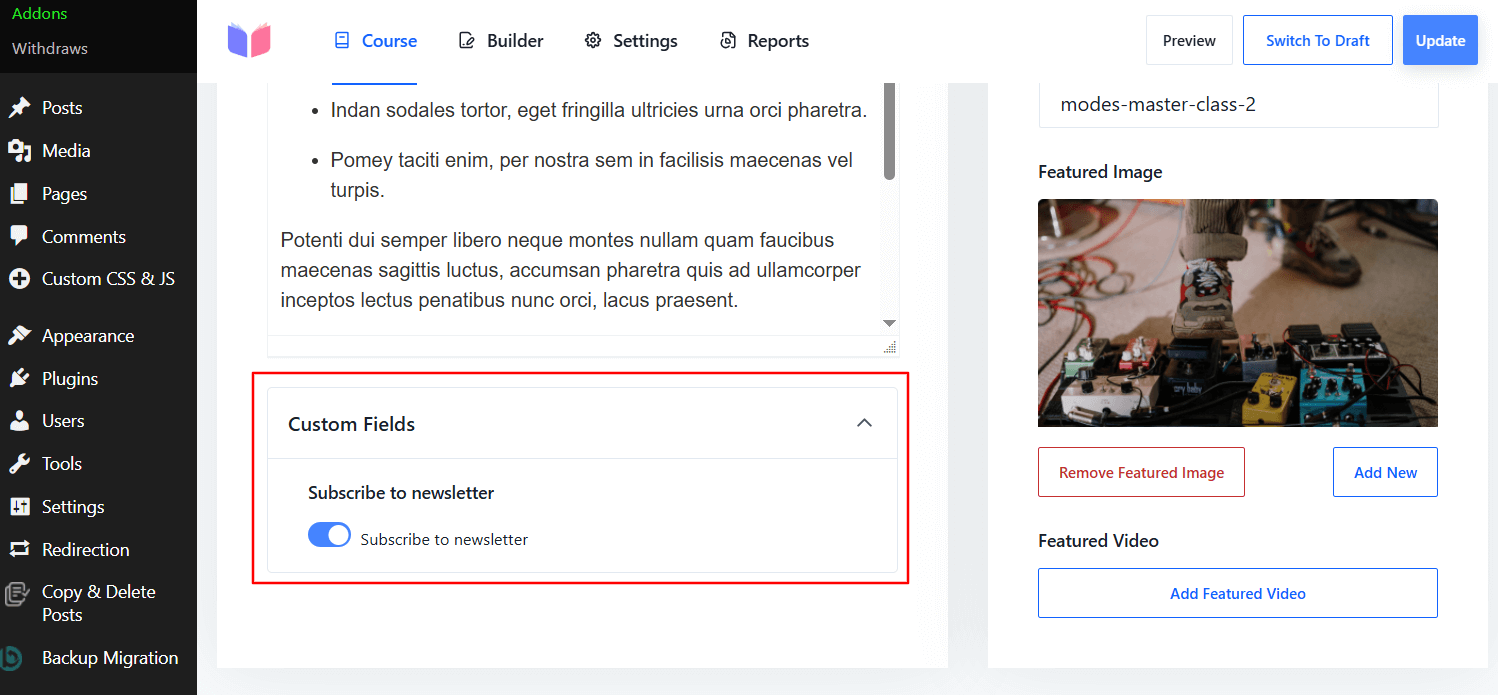 Addons
Withdraws
Posts
Media
Pages
Comments
Custom CSS & JS
Appearance
Plugins
Users
Tools
Settings
Redirection
Copy & Delete
Posts
Backup Migration
Course
Builder
Settings
Reports
Preview
Switch To Draft
Update
• Indan sodales tortor, eget fringilla ultricies urna orci pharetra.
• Pomey taciti enim, per nostra sem in facilisis maecenas vel
turpis.
Potenti dui semper libero neque montes nullam quam faucibus
maecenas sagittis luctus, accumsan pharetra quis ad ullamcorper
inceptos lectus penatibus nunc orci, lacus praesent.
Custom Fields
Subscribe to newsletter
Subscribe to newsletter
modes-master-class-2
Featured Image
cry baby
Remove Featured Image
Add New
Featured Video
Add Featured Video